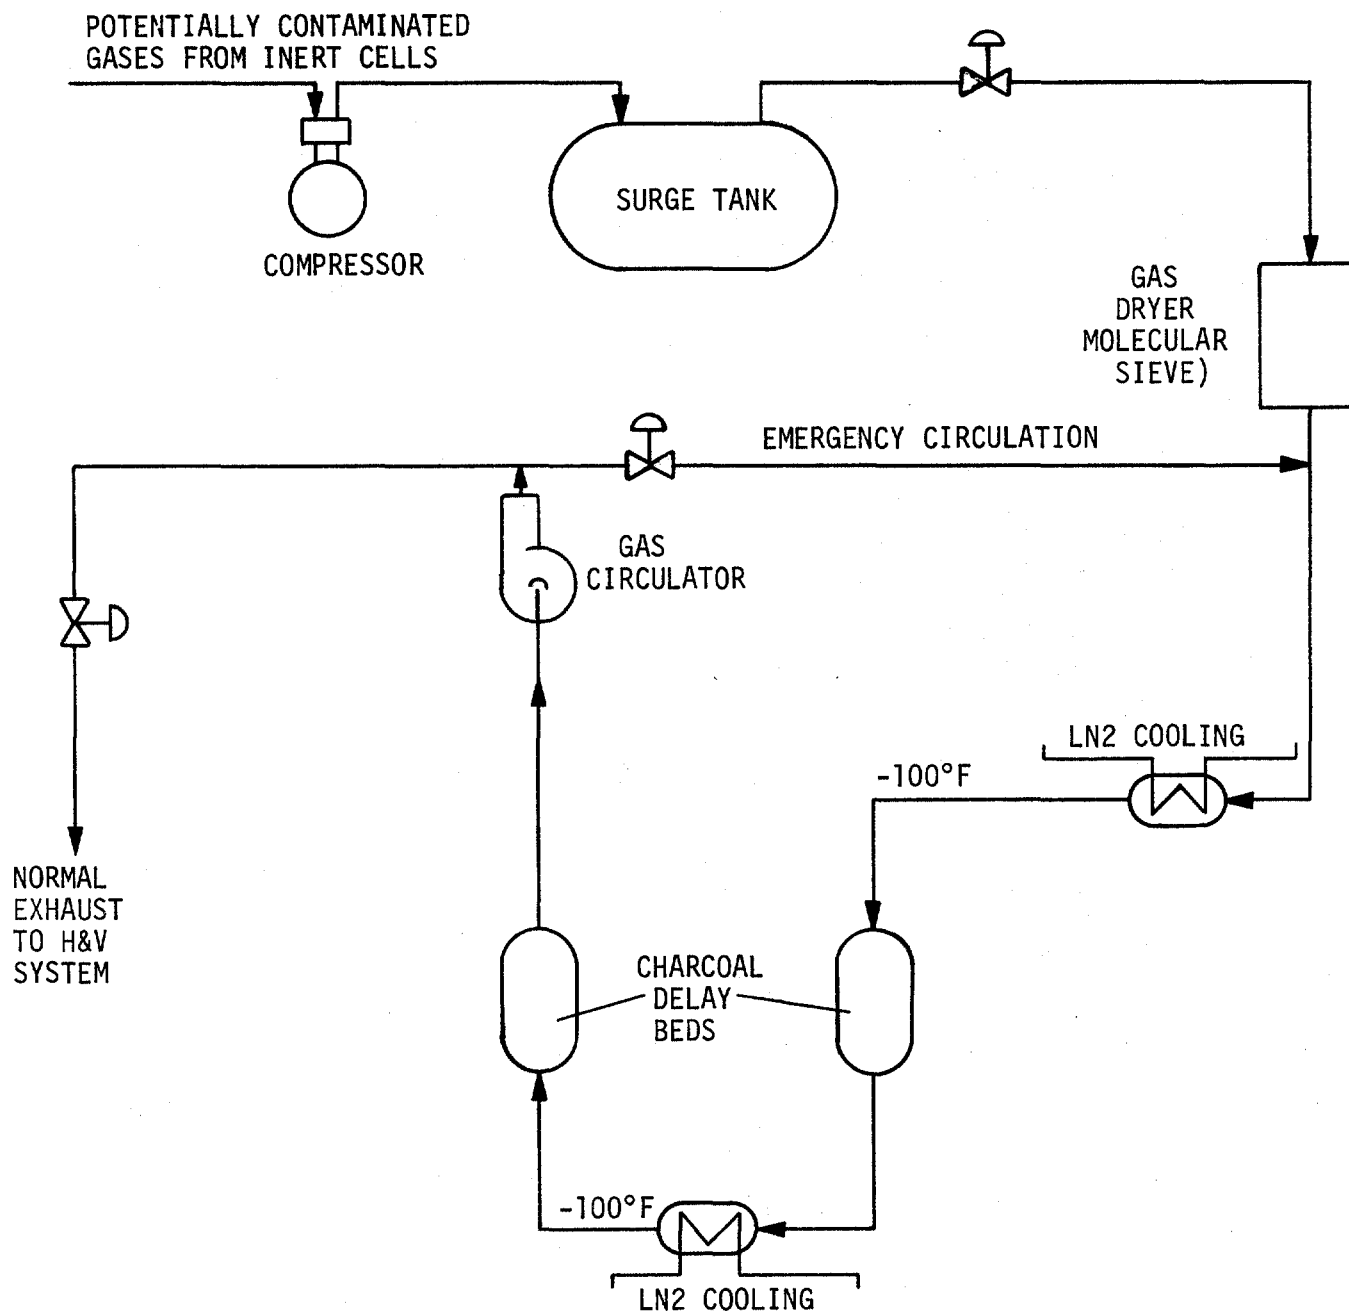 POTENTIALLY CONTAMINATED
GASES FROM INERT CELLS
SURGE TANK
COMPRESSOR
GAS
DRYER
MOLECULAR
SIEVE)
EMERGENCY CIRCULATION
GAS
CIRCULATOR
LN2 COOLING
-100°F
NORMAL
EXHAUST
TO H&V
SYSTEM
CHARCOAL
DELAY
BEDS
-100°F
LN2 COOLING